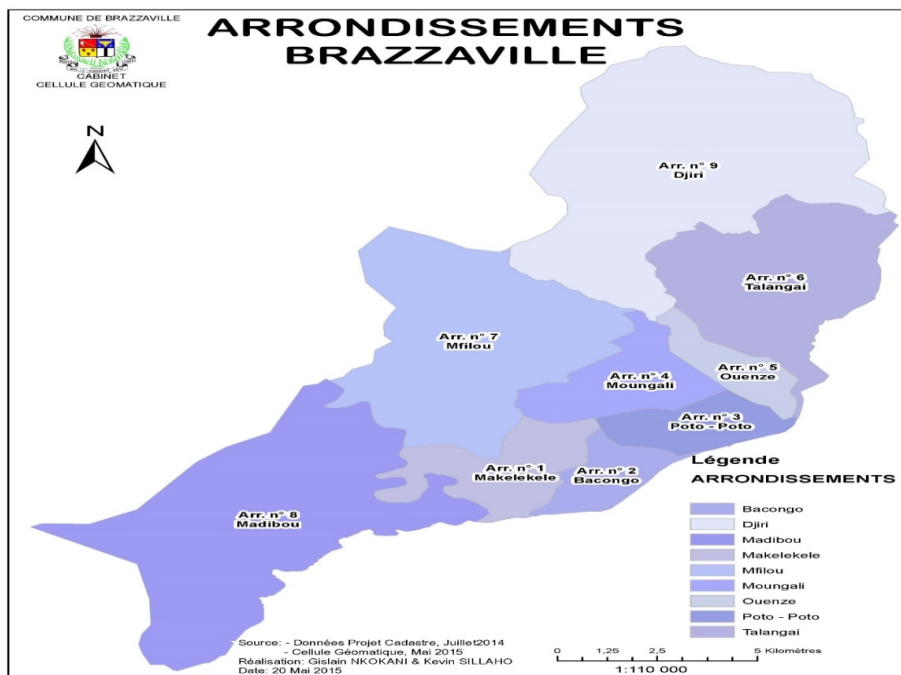 COMMUNE DE BRAZZAVILLE
CABINET
CELLULE GEOMATIQUE
ARRONDISSEMENTS
BRAZZAVILLE
N
Arr. n° 9
Djiri
Arr. n° 6
Talangai
Arr. n° 7
Mfilou
Arr. n° 5
Ouenze
Arr. n° 4
Moungali
Arr. n° 3
Poto - Poto
Arr. n° 1
Makelekele
Arr. n° 2
Bacongo
Arr. n° 8
Madibou
Légende
ARRONDISSEMENTS
Bacongo
Djiri
Madibou
Makelekele
Mfilou
Moungali
Ouenze
Poto - Poto
Talangai
Source: - Données Projet Cadastre, Juillet2014
- Cellule Géomatique, Mai 2015
Réalisation: Gislain NKOKANI & Kevin SILLAHO
Date: 20 Mai 2015
0 1,25 2,5 5 Kilomètres
1:110 000